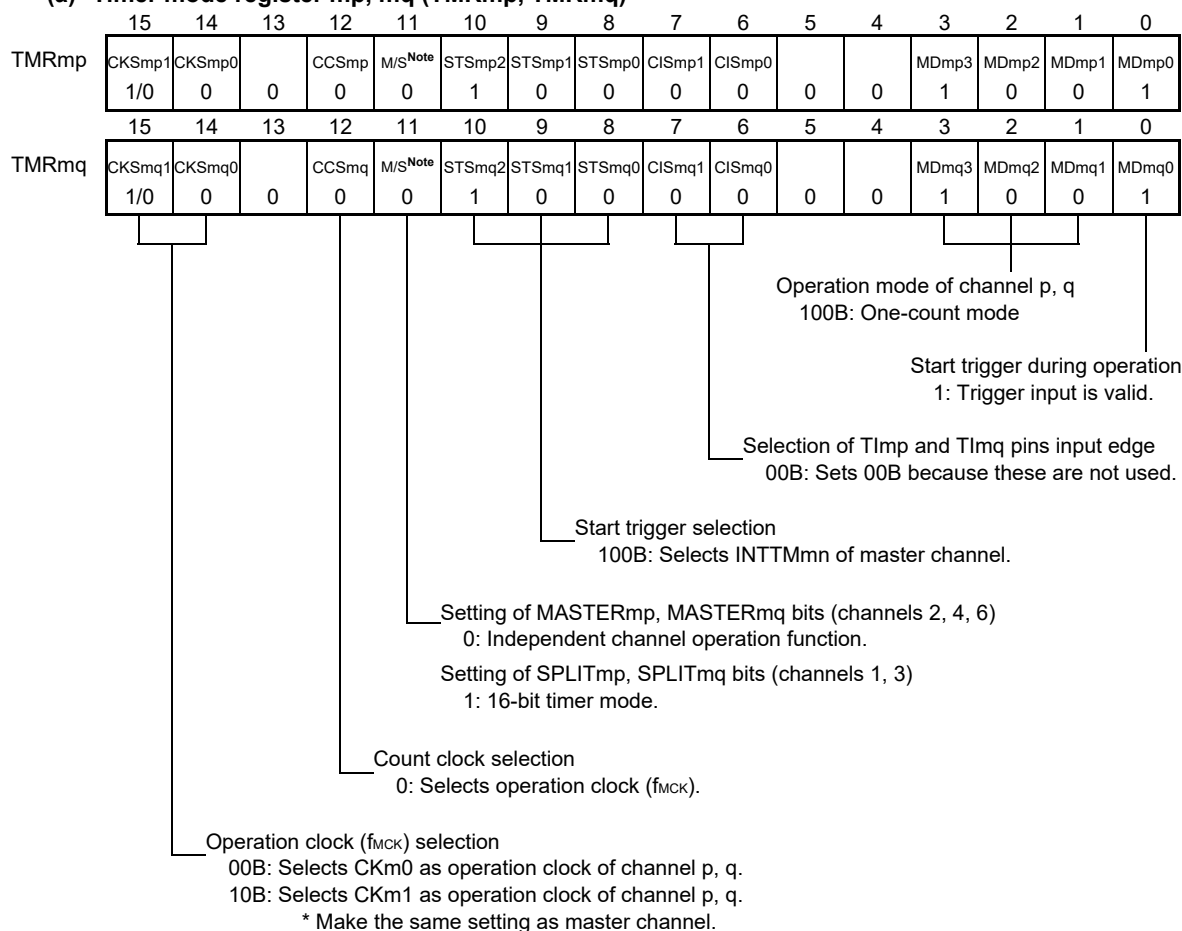 (a) Timer mode register mp, mq (TMRmp, TMRmq)
15 14 13 12 11 10 9 8 7 6 5 4 3 2 1 0
TMRmp CKSmp1 CKSmp0 CCSmp M/SNote STSmp2 STSmp1 STSmp0 CISmp1 CISmp0 MDmp3 MDmp2 MDmp1 MDmp0
1/0 0 0 0 0 1 0 0 0 0 0 0 1 0 0 1
15 14 13 12 11 10 9 8 7 6 5 4 3 2 1 0
TMRmq CKSmq1 CKSmq0 CCSmq M/SNote STSmq2 STSmq1 STSmq0 CISmq1 CISmq0 MDmq3 MDmq2 MDmq1 MDmq0
1/0 0 0 0 0 1 0 0 0 0 0 0 1 0 0 1
Operation mode of channel p, q
100B: One-count mode
Start trigger during operation
1: Trigger input is valid.
Selection of TImp and TImq pins input edge
00B: Sets 00B because these are not used.
Start trigger selection
100B: Selects INTTMmn of master channel.
Setting of MASTERmp, MASTERmq bits (channels 2, 4, 6)
0: Independent channel operation function.
Setting of SPLITmp, SPLITmq bits (channels 1, 3)
1: 16-bit timer mode.
Count clock selection
0: Selects operation clock (fMCK).
Operation clock (fMCK) selection
00B: Selects CKm0 as operation clock of channel p, q.
10B: Selects CKm1 as operation clock of channel p, q.
* Make the same setting as master channel.